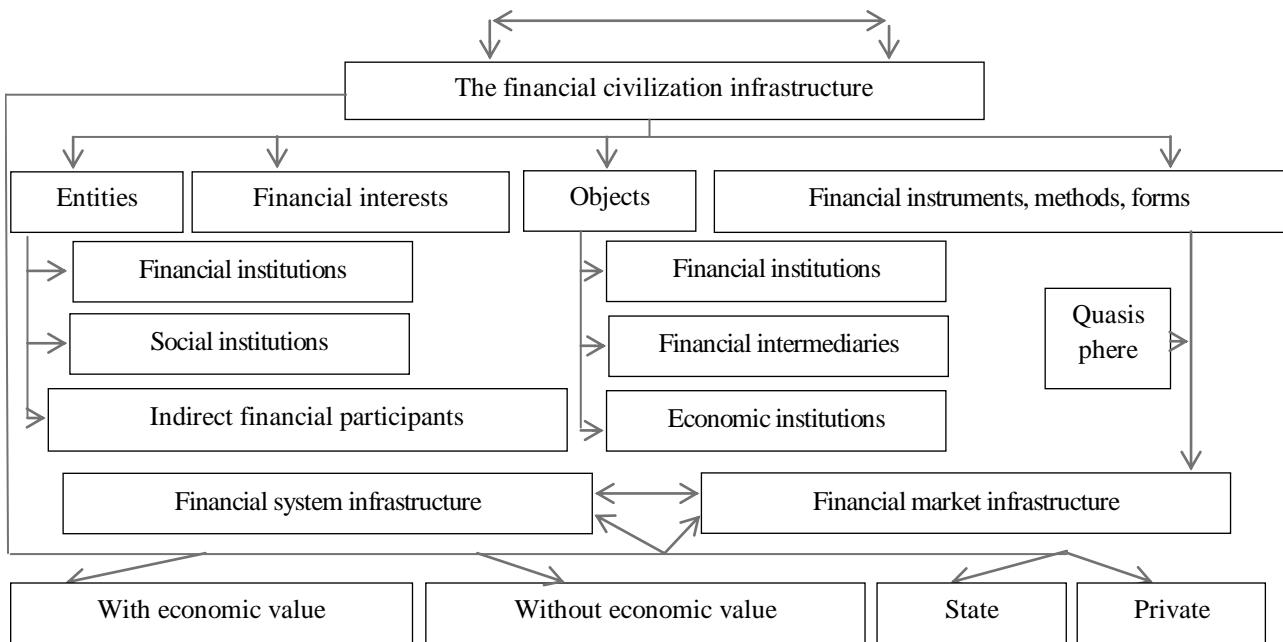 The financial civilization infrastructure
Entities
Financial interests
Objects
Financial instruments, methods, forms
Financial institutions
Social institutions
Indirect financial participants
Financial institutions
Financial intermediaries
Economic institutions
Quasis
phere
Financial system infrastructure
Financial market infrastructure
With economic value
Without economic value
State
Private